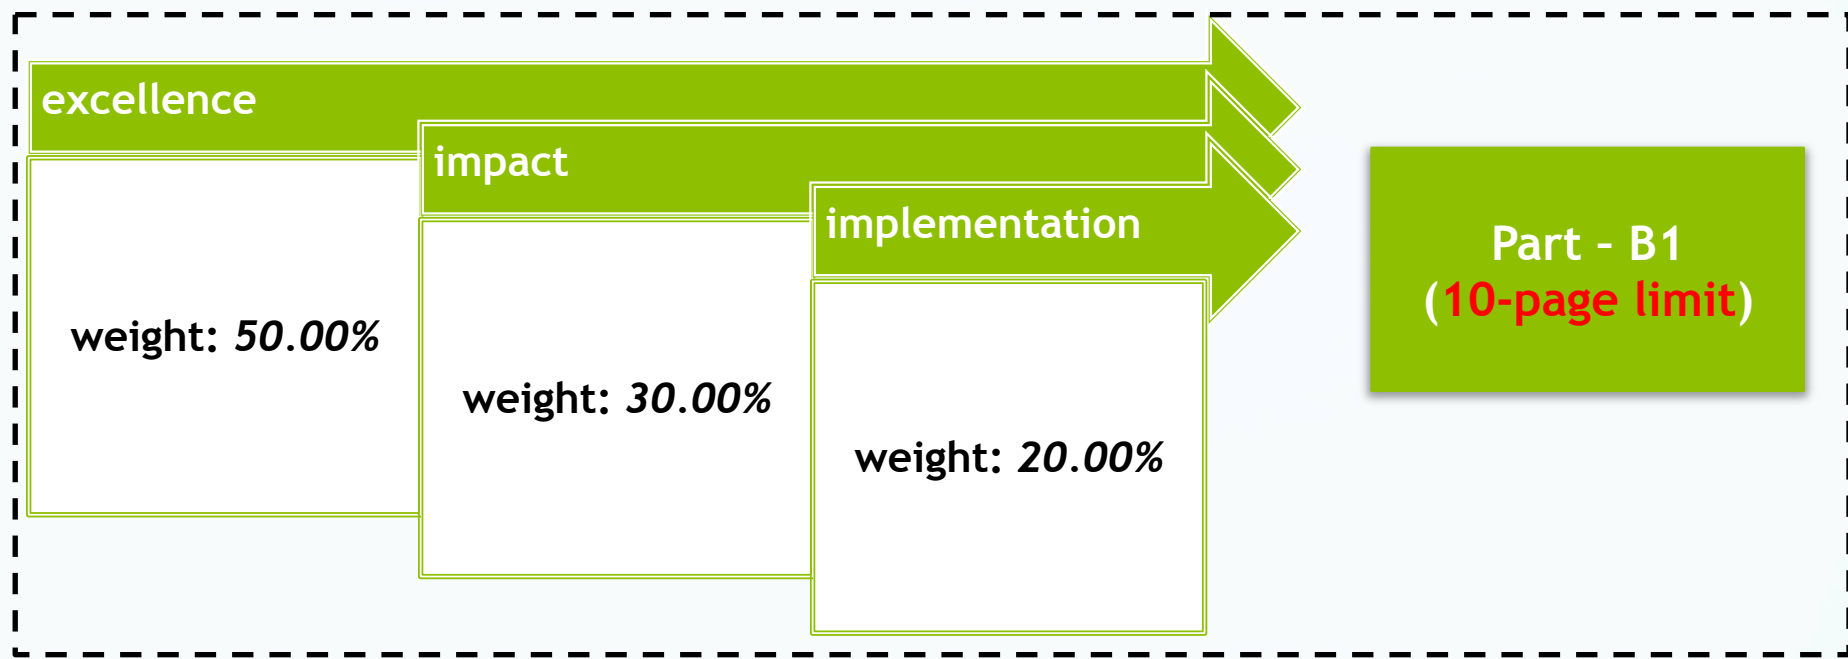 excellence
impact
implementation
weight: 50.00%
weight: 30.00%
weight: 20.00%
Part – B1
(10-page limit)